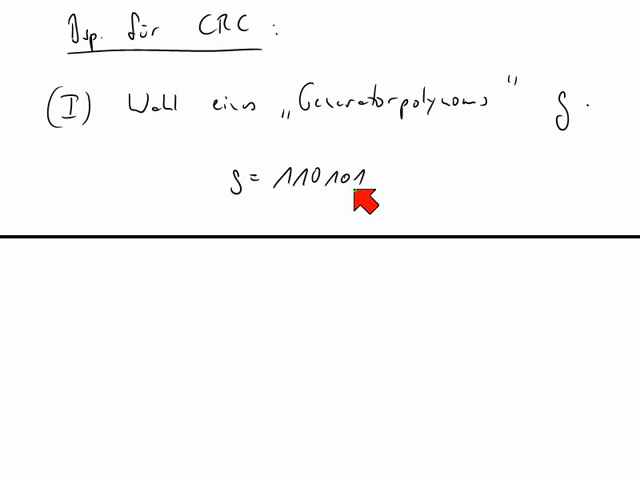 Bsp. für CRC :
(I) Wahl eines „Generatorpolynoms" g.
g = 110101